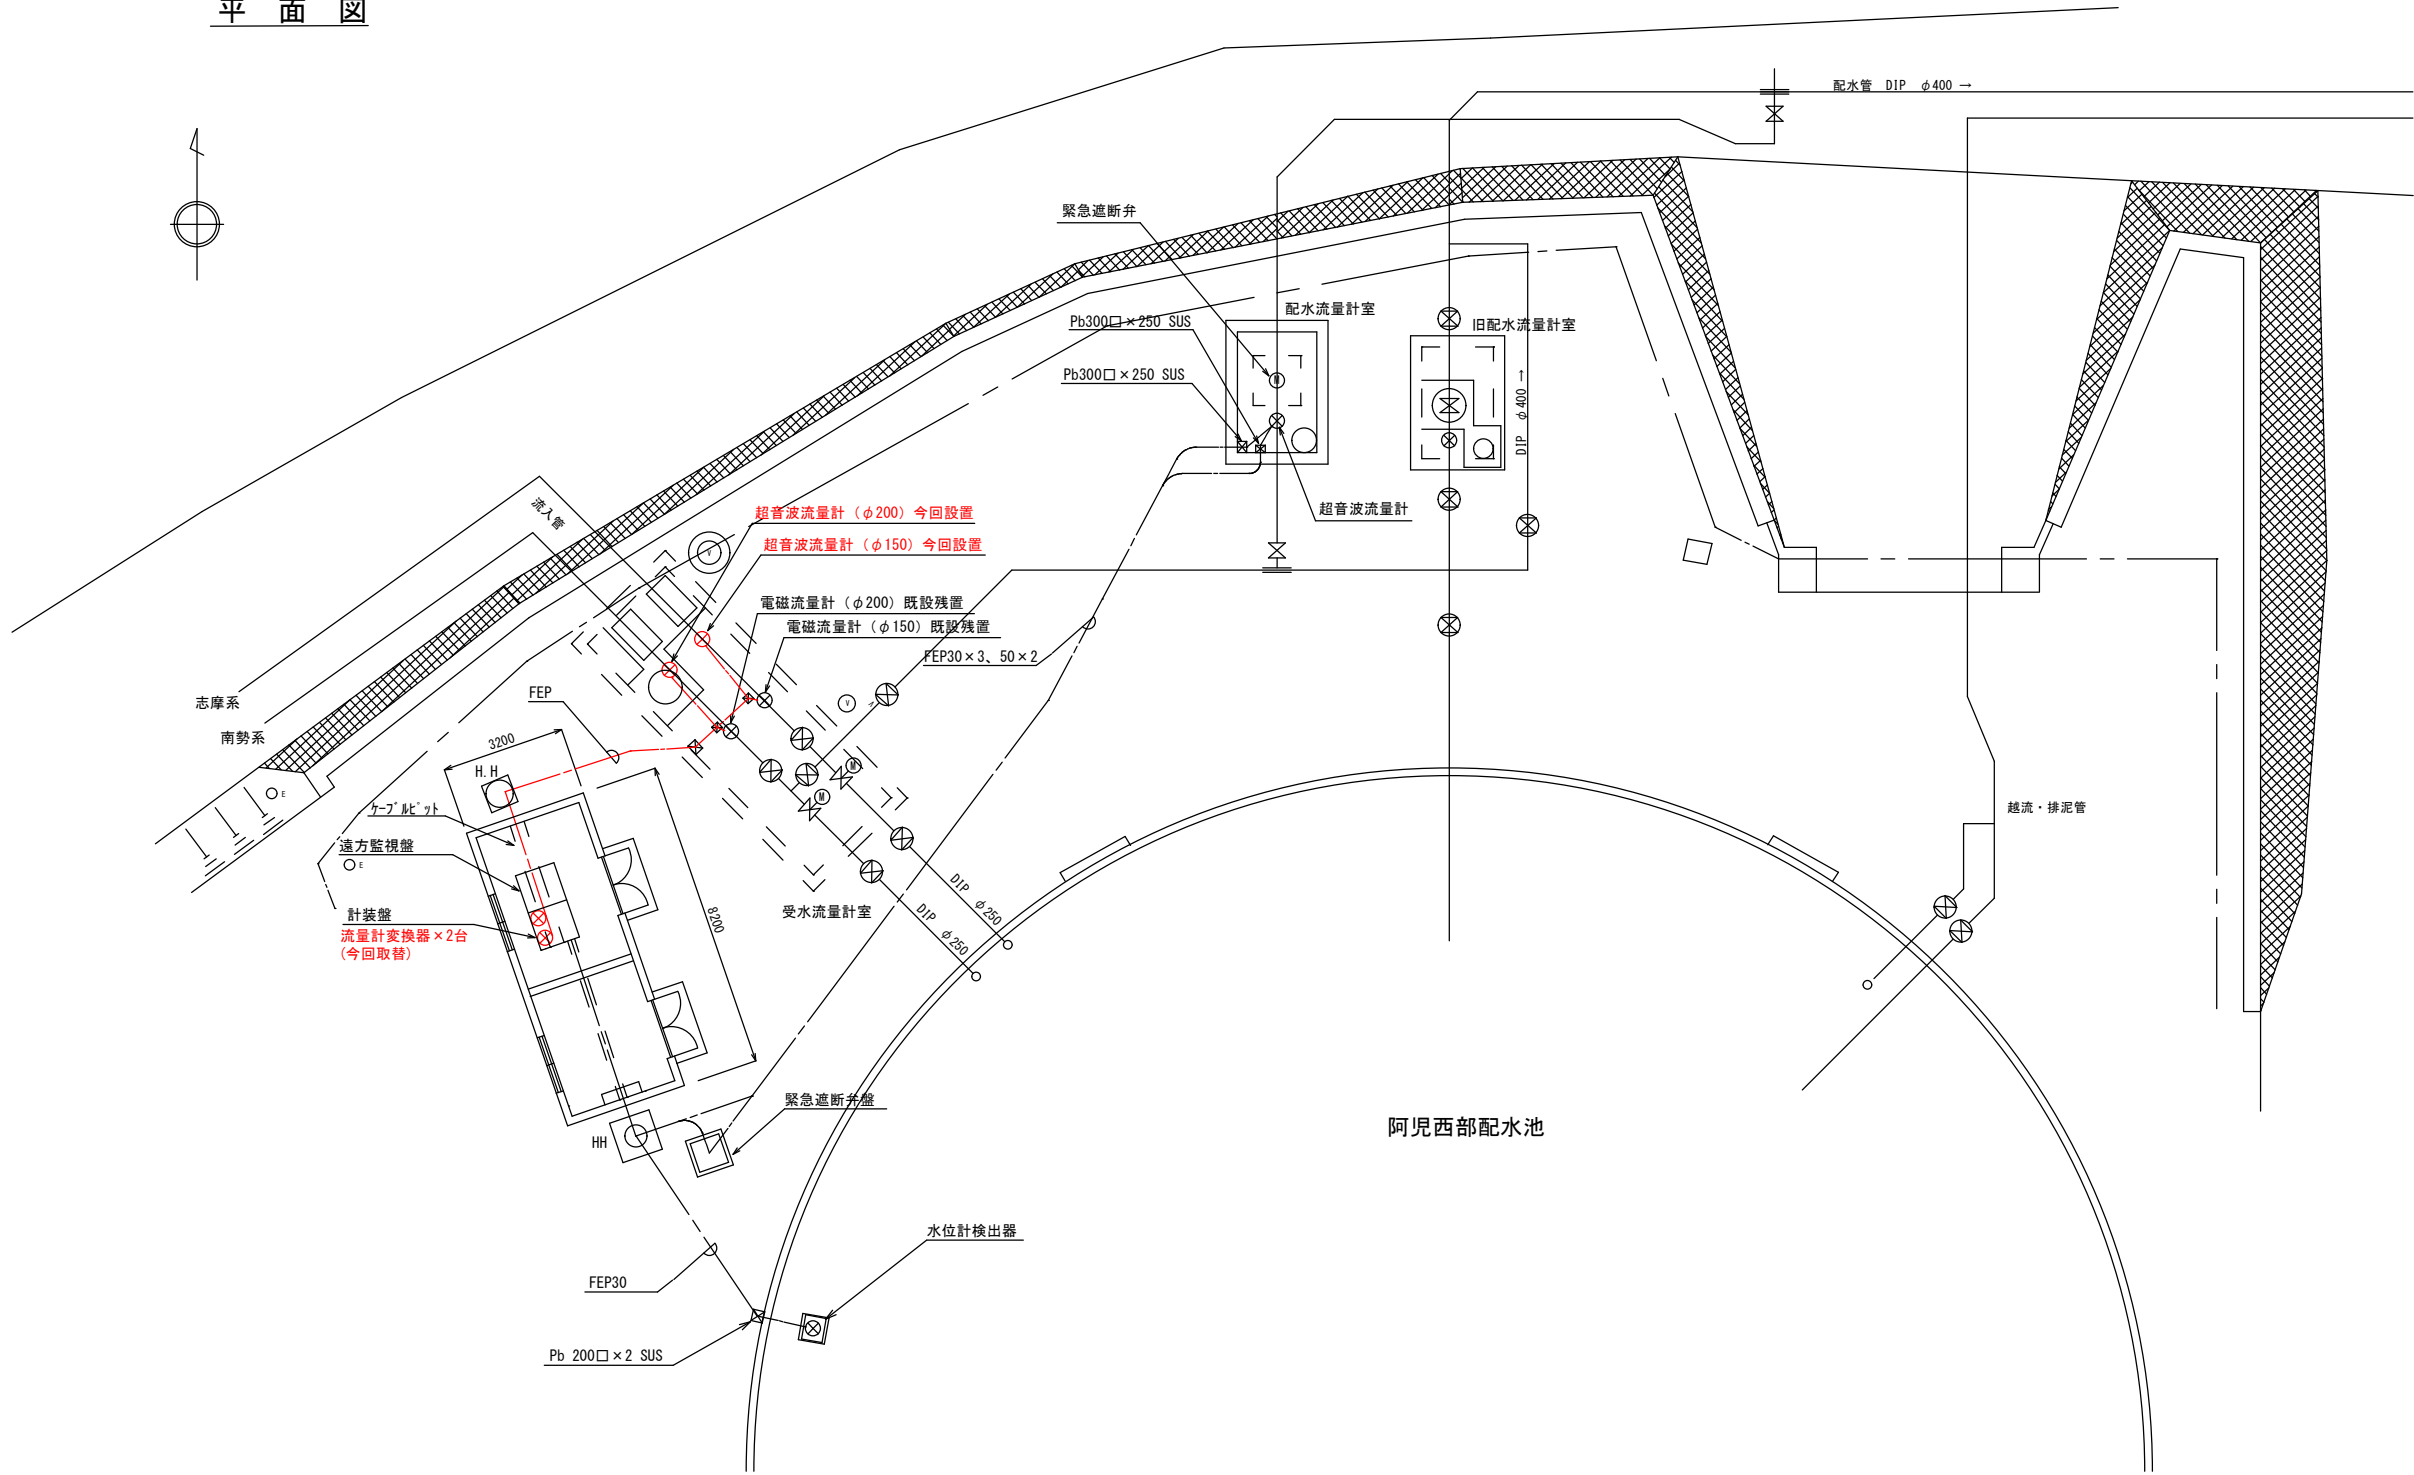 平 面 図
配水管 DIP φ400 →
緊急遮断弁
配水流量計室
Pb300□×250 SUS
旧配水流量計室
Pb300□×250 SUS
M
DIP φ400 →
流入管
超音波流量計（φ200）今回設置
超音波流量計
超音波流量計（φ150）今回設置
V
電磁流量計（φ200）既設残置
電磁流量計（φ150）既設残置
FEP30×3、50×2
FEP
志摩系
V
A
南勢系
3200
H.H
M
E
M
ケーブルピット
越流・排泥管
遠方監視盤
E
DIP φ250
計装盤
受水流量計室
DIP φ250
8200
流量計変換器×2台
(今回取替)
緊急遮断弁盤
阿児西部配水池
HH
水位計検出器
FEP30
Pb 200□×2 SUS